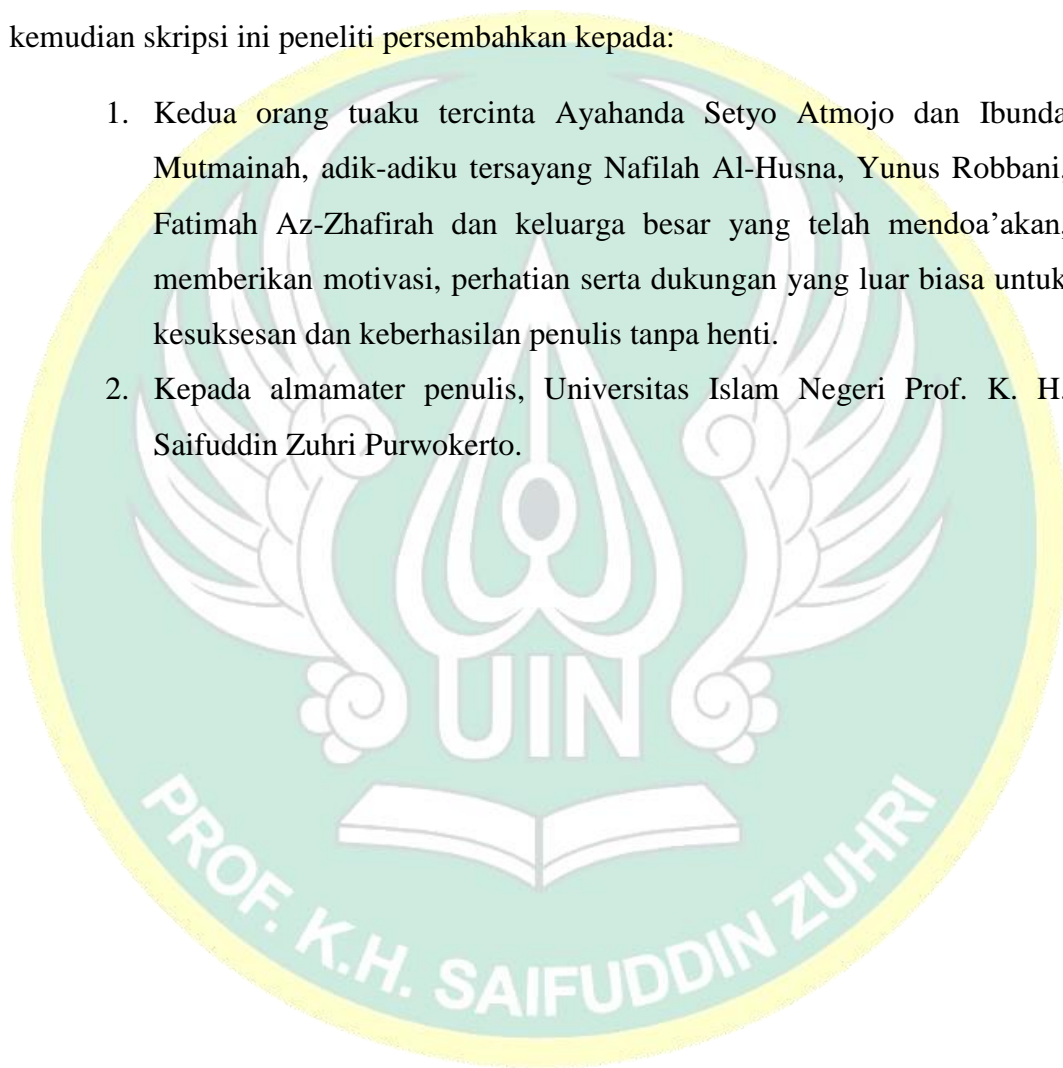 kemudian skripsi ini peneliti persembahkan kepada:
1. Kedua orang tuaku tercinta Ayahanda Setyo Atmojo dan Ibunda
Mutmainah, adik-adiku tersayang Nafilah Al-Husna, Yunus Robbani,
Fatimah Az-Zhafirah dan keluarga besar yang telah mendoa’akan,
memberikan motivasi, perhatian serta dukungan yang luar biasa untuk
kesuksesan dan keberhasilan penulis tanpa henti.
2. Kepada almamater penulis, Universitas Islam Negeri Prof. K. H.
Saifuddin Zuhri Purwokerto.
UIN
PROF. K.H. SAIFUDDIN ZUHRI